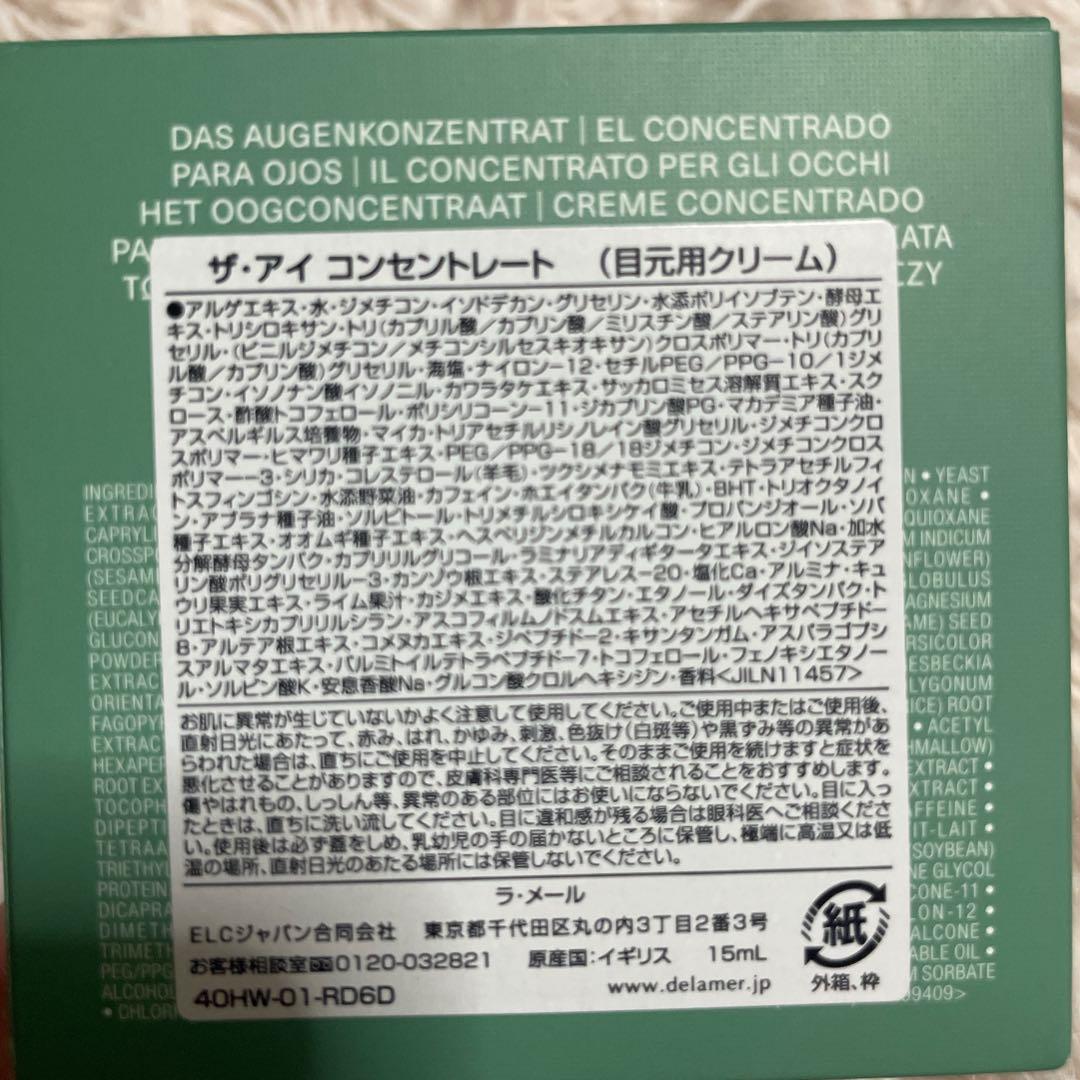 DAS AUGENKONZENTRAT | EL CONCENTRADO
PARA OJOS | IL CONCENTRATO PER GLI OCCHI
HET OOGCONCENTRAAT | CREME CONCENTRADO
ザ・アイ コンセントレート （目元用クリーム）
●アルゲエキス・水・ジメチコン・イソドデカン・グリセリン・水添ポリイソブテン・酵母エ
キス・トリシロキサン・トリ(カプリル酸／カプリン酸／ミリスチン酸／ステアリン酸)グリ
セリル・(ビニルジメチコン／メチコンシルセスキオキサン)クロスポリマー・トリ(カプリ
ル酸／カプリン酸)グリセリル・海塩・ナイロン-12・セチルPEG／PPG-10／1ジメ
チコン・イソノナン酸イソノニル・カワラタケエキス・サッカロミセス溶解質エキス・スク
ロース・酢酸トコフェロール・ポリシリコーン-11・ジカプリン酸PG・マカデミア種子油・
アスペルギルス培養物・マイカ・トリアセチルリシノレイン酸グリセリル・ジメチコンクロ
スポリマー・ヒマワリ種子エキス・PEG／PPG-18／18ジメチコン・ジメチコンクロス
ポリマー-3・シリカ・コレステロール(羊毛)・ツクシメナモミエキス・テトラアセチルフィ
トスフィンゴシン・水添野菜油・カフェイン・ホエイタンパク(牛乳)・BHT・トリオクタノイ
ン・アブラナ種子油・ソルビトール・トリメチルシロキシケイ酸・プロパンジオール・ソバ
種子エキス・オオムギ種子エキス・ヘスペリジンメチルカルコン・ヒアルロン酸Na・加水
分解酵母タンパク・カプリリルグリコール・ラミナリアディギタータエキス・ジイソステア
リン酸ポリグリセリル-3・カンゾウ根エキス・ステアレス-20・塩化Ca・アルミナ・キュ
ウリ果実エキス・ライム果汁・カジメエキス・酸化チタン・エタノール・ダイズタンパク・ト
リエトキシカプリリルシラン・アスコフィルムノドスムエキス・アセチルヘキサペプチド-
8・アルテア根エキス・コメヌカエキス・ジペプチド-2・キサンタンガム・アスパラゴプシ
スアルマタエキス・パルミトイルテトラペプチド-7・トコフェロール・フェノキシエタノー
ル・ソルビン酸K・安息香酸Na・グルコン酸クロルヘキシジン・香料<JILN11457>
お肌に異常が生じていないかよく注意して使用してください。ご使用中またはご使用後、
直射日光にあたって、赤み、はれ、かゆみ、刺激、色抜け(白斑等)や黒ずみ等の異常があ
らわれた場合は、直ちにご使用を中止してください。そのままご使用を続けますと症状を
悪化させることがありますので、皮膚科専門医等にご相談されることをおすすめします。
傷やはれもの、しっしん等、異常のある部位にはお使いにならないでください。目に入っ
たときは、直ちに洗い流してください。目に違和感が残る場合は眼科医へご相談くださ
い。使用後は必ず蓋をしめ、乳幼児の手の届かないところに保管し、極端に高温又は低
温の場所、直射日光のあたる場所には保管しないでください。
ラ・メール
ELCジャパン合同会社 東京都千代田区丸の内3丁目2番3号
お客様相談室 0120-032821 原産国：イギリス 15mL
40HW-01-RD6D www.delamer.jp
紙
外箱、枠